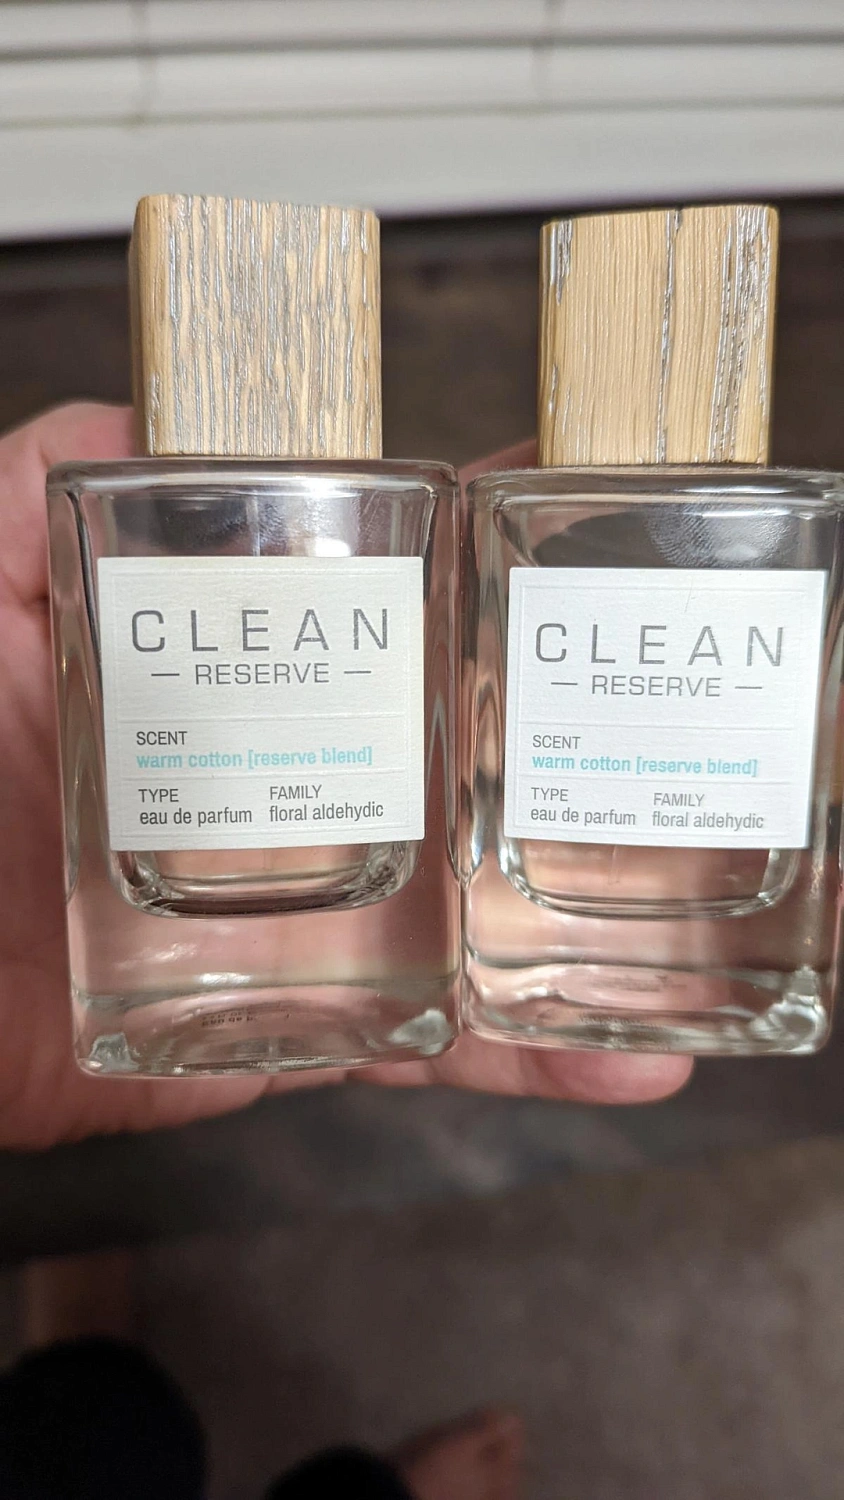 CLEAN
— RESERVE —
SCENT
warm cotton [reserve blend]
TYPE FAMILY
eau de parfum floral aldehydic
CLEAN
— RESERVE —
SCENT
warm cotton [reserve blend]
TYPE FAMILY
eau de parfum floral aldehydic